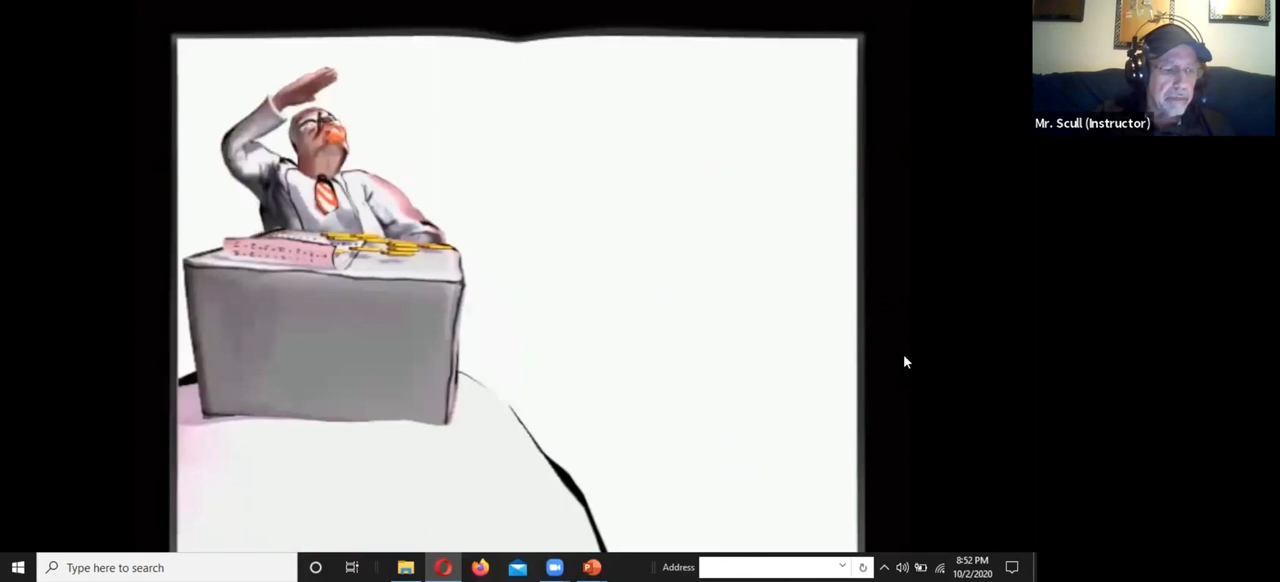 Mr. Scull (Instructor)
Type here to search
Address
8:52 PM
10/2/2020